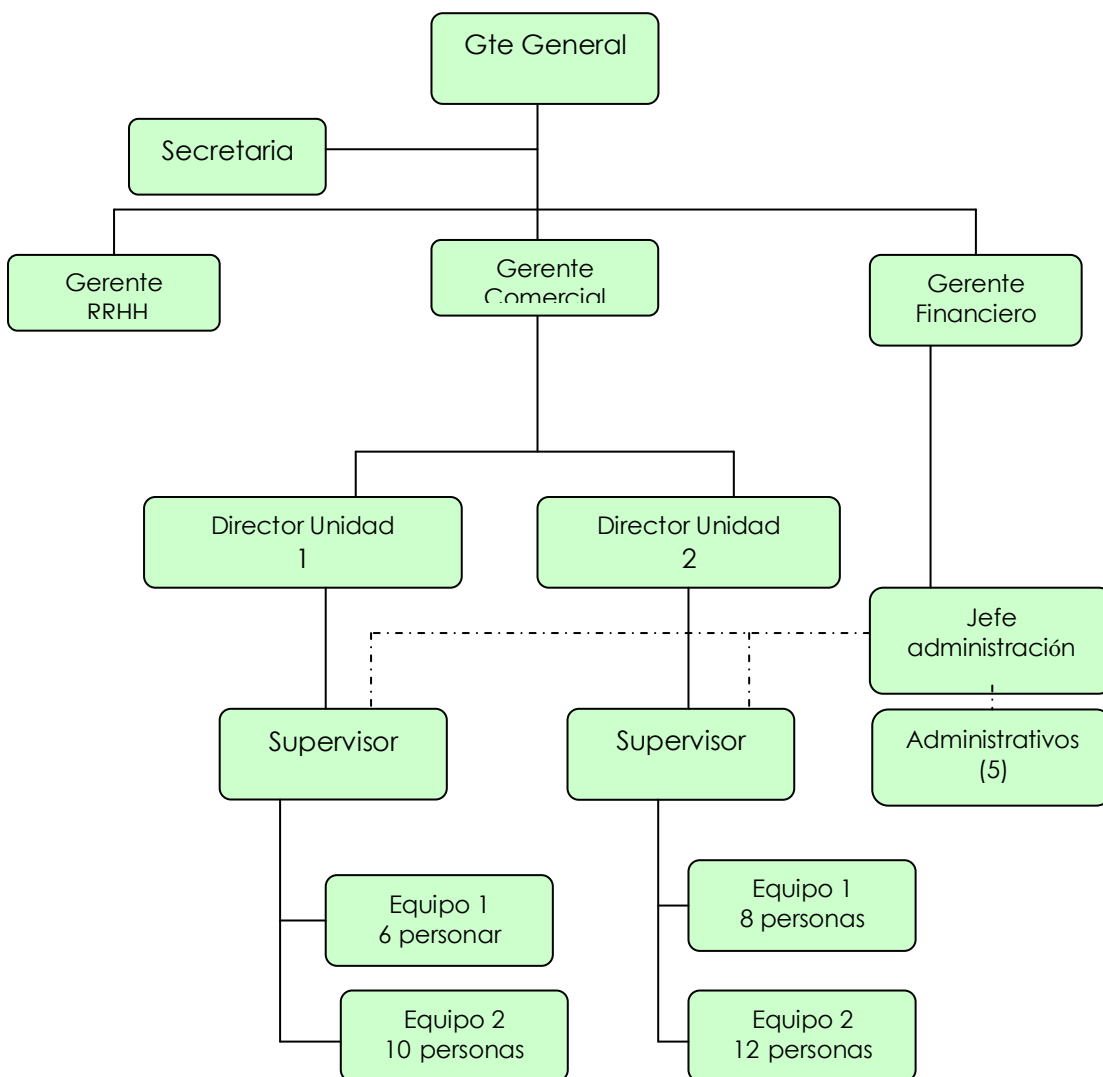 Gte General
Secretaria
Gerente
RRHH
Gerente
Comercial
Gerente
Financiero
Director Unidad
1
Director Unidad
2
Jefe
administración
Supervisor
Supervisor
Administrativos
(5)
Equipo 1
6 personar
Equipo 1
8 personas
Equipo 2
10 personas
Equipo 2
12 personas